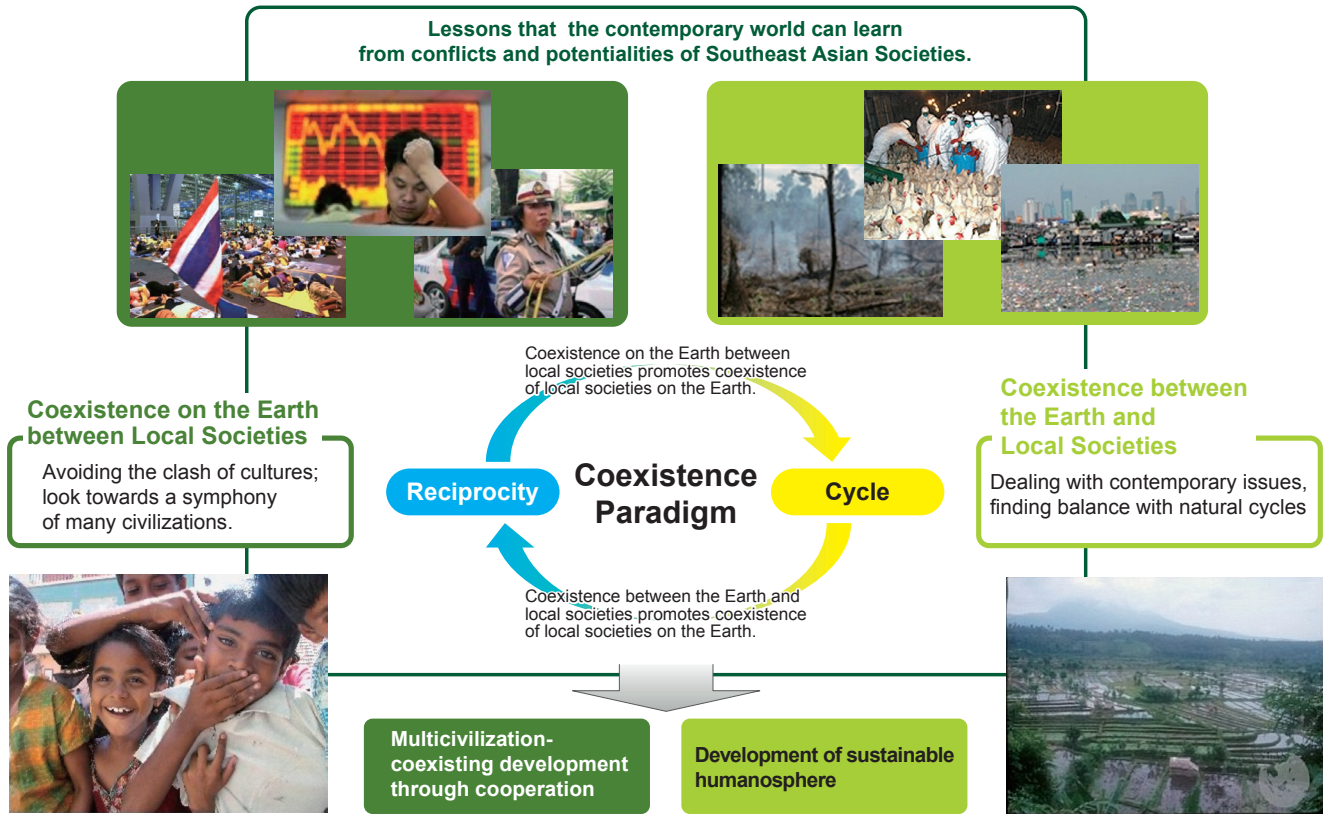 Lessons that the contemporary world can learn
from conflicts and potentialities of Southeast Asian Societies.
Coexistence on the Earth between
local societies promotes coexistence
of local societies on the Earth.
Coexistence on the Earth
between Local Societies
Avoiding the clash of cultures;
look towards a symphony
of many civilizations.
Reciprocity
Coexistence
Paradigm
Cycle
Coexistence between
the Earth and
Local Societies
Dealing with contemporary issues,
finding balance with natural cycles
Coexistence between the Earth and
local societies promotes coexistence
of local societies on the Earth.
Multicivilization-
coexisting development
through cooperation
Development of sustainable
humanosphere